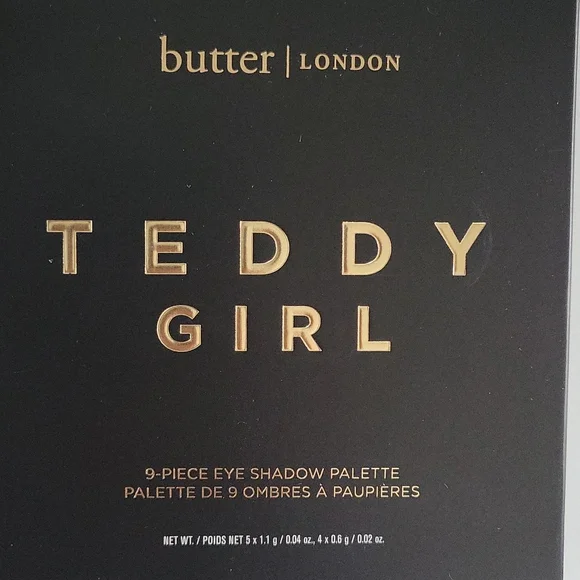 butter | LONDON
TEDDY
GIRL
9-PIECE EYE SHADOW PALETTE
PALETTE DE 9 OMBRES À PAUPIÈRES
NET WT. / POIDS NET 5 x 1.1 g / 0.04 oz., 4 x 0.6 g / 0.02 oz.